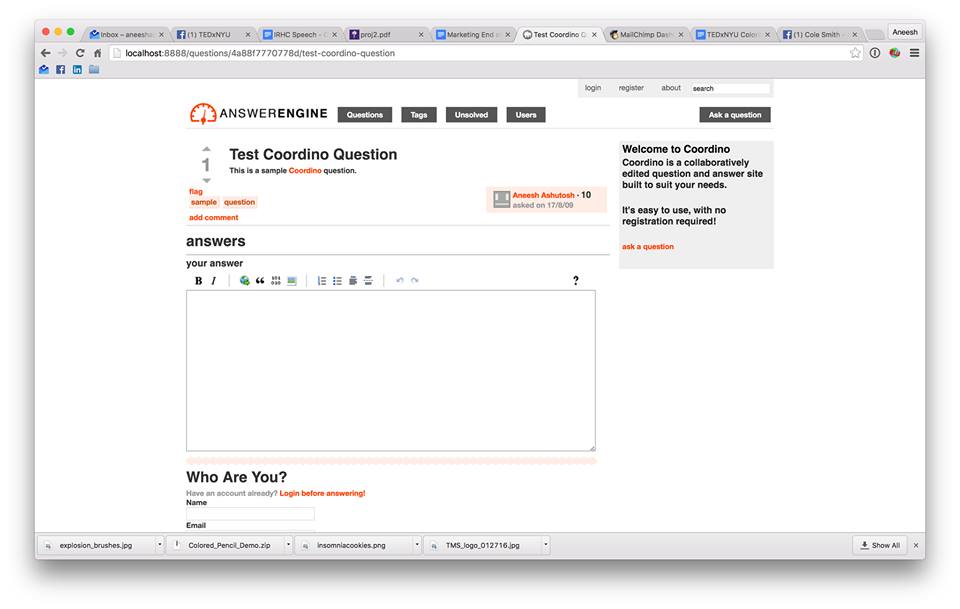 Inbox – aneesha
(1) TEDxNYU
IRHC Speech - G
proj2.pdf
Marketing End of
Test Coordino Q
MailChimp Dash
TEDxNYU Color
(1) Cole Smith -
Aneesh
localhost:8888/questions/4a88f7770778d/test-coordino-question
login register about search
ANSWERENGINE Questions Tags Unsolved Users Ask a question
1
Test Coordino Question
This is a sample Coordino question.
flag
sample question
add comment
Aneesh Ashutosh · 10
asked on 17/8/09
Welcome to Coordino
Coordino is a collaboratively
edited question and answer site
built to suit your needs.
It's easy to use, with no
registration required!
ask a question
answers
your answer
B I ?
Who Are You?
Have an account already? Login before answering!
Name
Email
explosion_brushes.jpg Colored_Pencil_Demo.zip insomniacookies.png TMS_logo_012716.jpg Show All